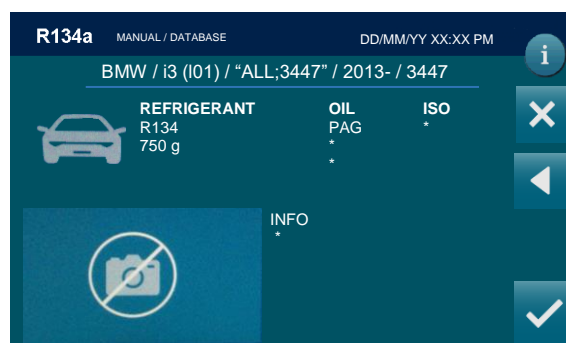 R134a MANUAL / DATABASE DD/MM/YY XX:XX PM
i
BMW / i3 (I01) / “ALL;3447” / 2013- / 3447
REFRIGERANT OIL ISO
R134 PAG *
750 g *
*
INFO
*